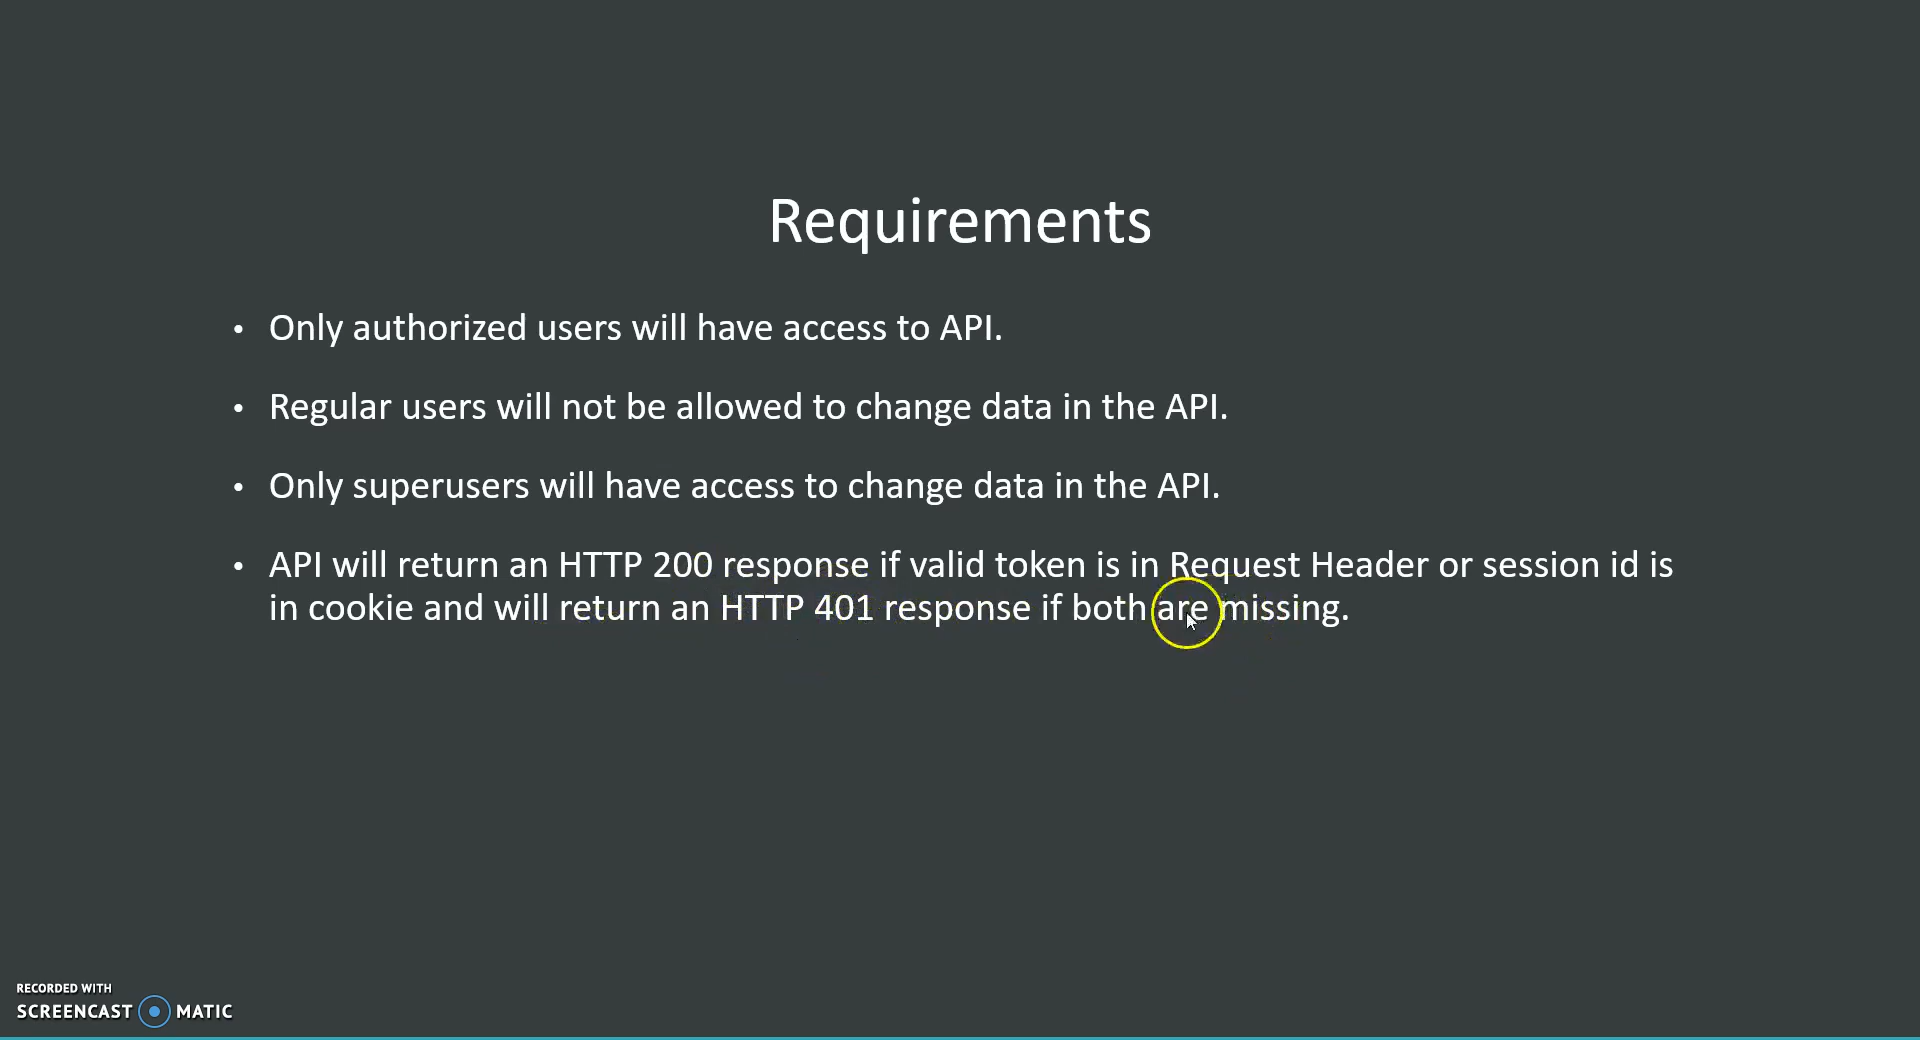 Requirements
• Only authorized users will have access to API.
• Regular users will not be allowed to change data in the API.
• Only superusers will have access to change data in the API.
• API will return an HTTP 200 response if valid token is in Request Header or session id is
in cookie and will return an HTTP 401 response if both are missing.
RECORDED WITH
SCREENCAST MATIC